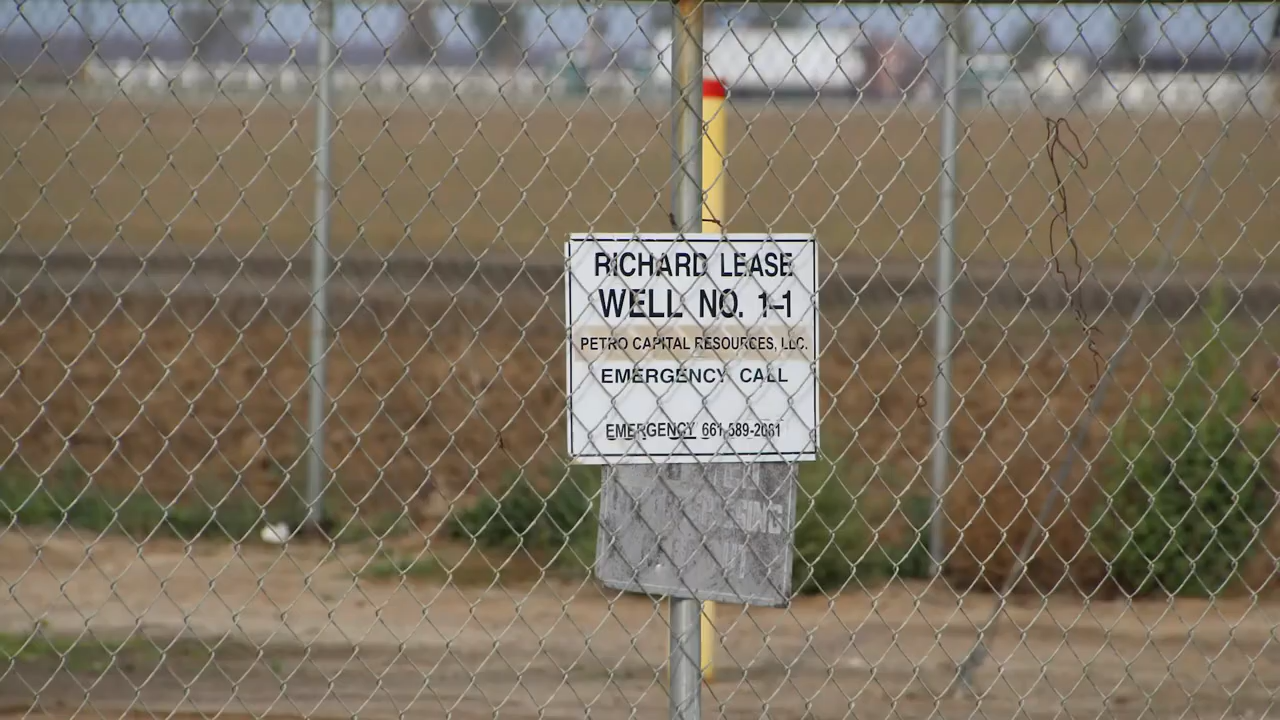 RICHARD LEASE
WELL NO. 1-1
PETRO CAPITAL RESOURCES, LLC.
EMERGENCY CALL
EMERGENCY 661-589-2061